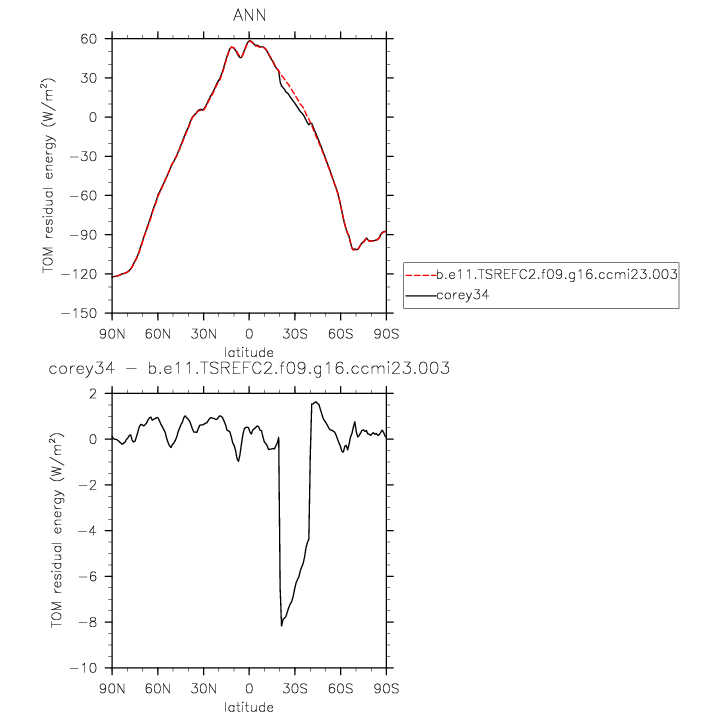 ANN
TOM residual energy (W/m²)
60
30
0
−30
−60
−90
−120
−150
90N 60N 30N 0 30S 60S 90S
latitude
b.e11.TSREFC2.f09.g16.ccmi23.003
corey34
corey34 − b.e11.TSREFC2.f09.g16.ccmi23.003
TOM residual energy (W/m²)
2
0
−2
−4
−6
−8
−10
90N 60N 30N 0 30S 60S 90S
latitude